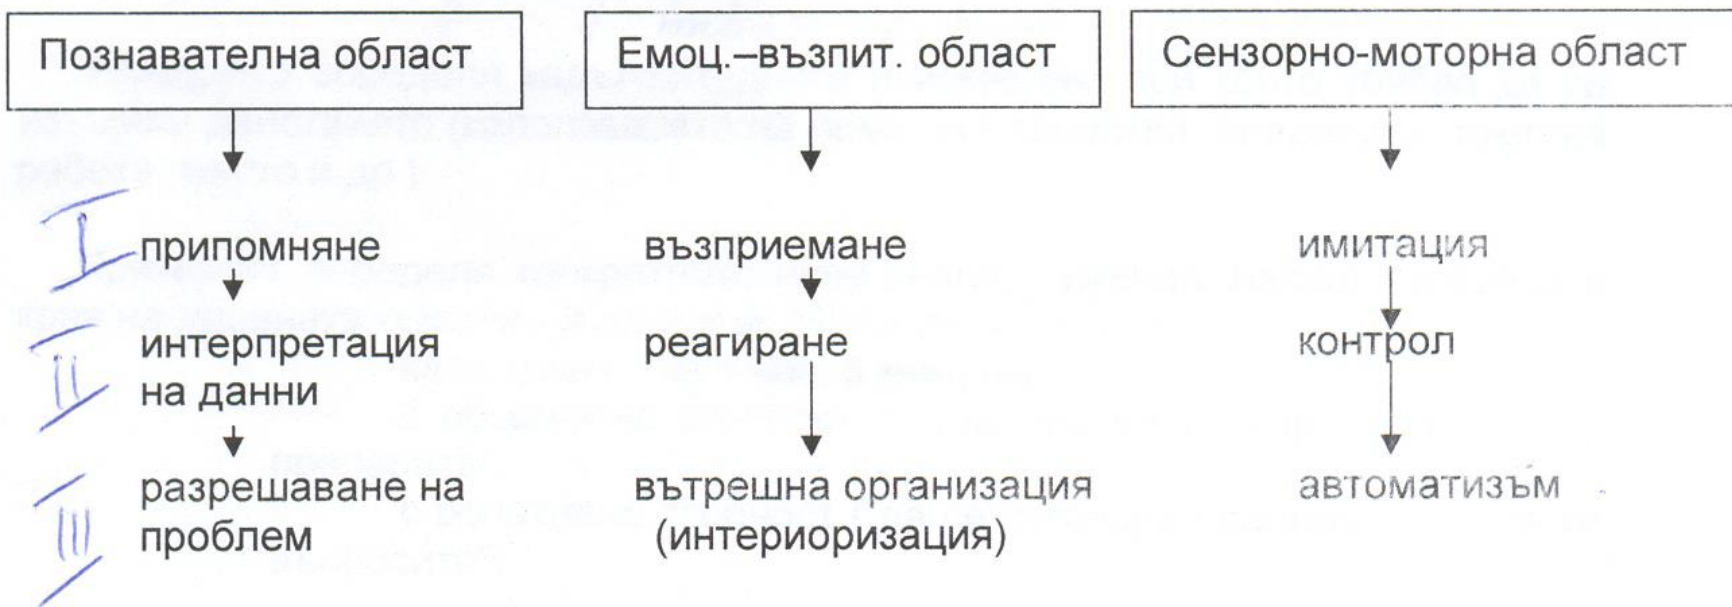 Познавателна област
Емоц.–възпит. област
Сензорно-моторна област
I
припомняне
възприемане
имитация
II
интерпретация
на данни
реагиране
контрол
III
разрешаване на
проблем
вътрешна организация
(интериоризация)
автоматизъм